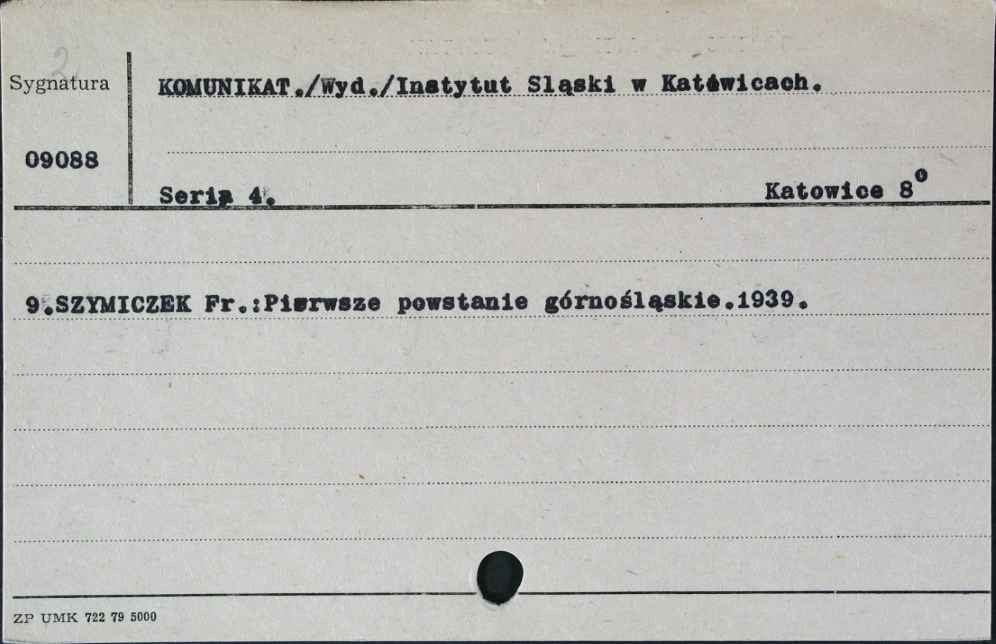 Sygnatura
KOMUNIKAT./Wyd./Instytut Sląski w Katowicach.
09088
Seria 4.
Katowice 8°
9.SZYMICZEK Fr.:Pierwsze powstanie górnośląskie.1939.
ZP UMK 722 79 5000